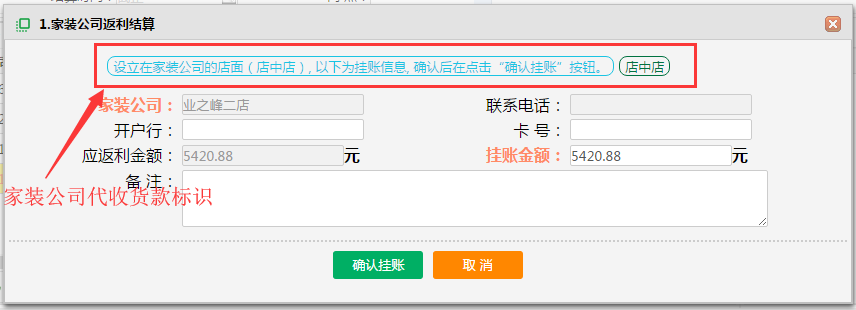 1.家装公司返利结算
设立在家装公司的店面（店中店）, 以下为挂账信息, 确认后在点击“确认挂账”按钮。 店中店
家装公司： 业之峰二店 联系电话：
开户行： 卡 号：
应返利金额： 5420.88 元 挂账金额： 5420.88 元
备 注：
家装公司代收货款标识
确认挂账 取 消